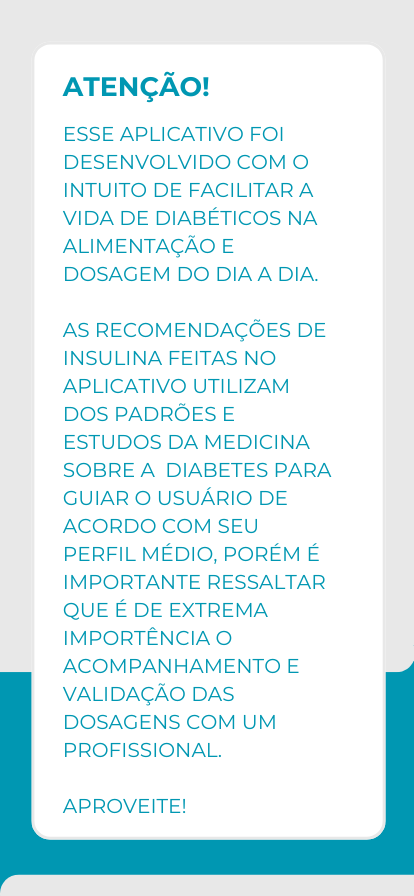 ATENÇÃO!
ESSE APLICATIVO FOI
DESENVOLVIDO COM O
INTUITO DE FACILITAR A
VIDA DE DIABÉTICOS NA
ALIMENTAÇÃO E
DOSAGEM DO DIA A DIA.
AS RECOMENDAÇÕES DE
INSULINA FEITAS NO
APLICATIVO UTILIZAM
DOS PADRÕES E
ESTUDOS DA MEDICINA
SOBRE A  DIABETES PARA
GUIAR O USUÁRIO DE
ACORDO COM SEU
PERFIL MÉDIO, PORÉM É
IMPORTANTE RESSALTAR
QUE É DE EXTREMA
IMPORTÊNCIA O
ACOMPANHAMENTO E
VALIDAÇÃO DAS
DOSAGENS COM UM
PROFISSIONAL.
APROVEITE!